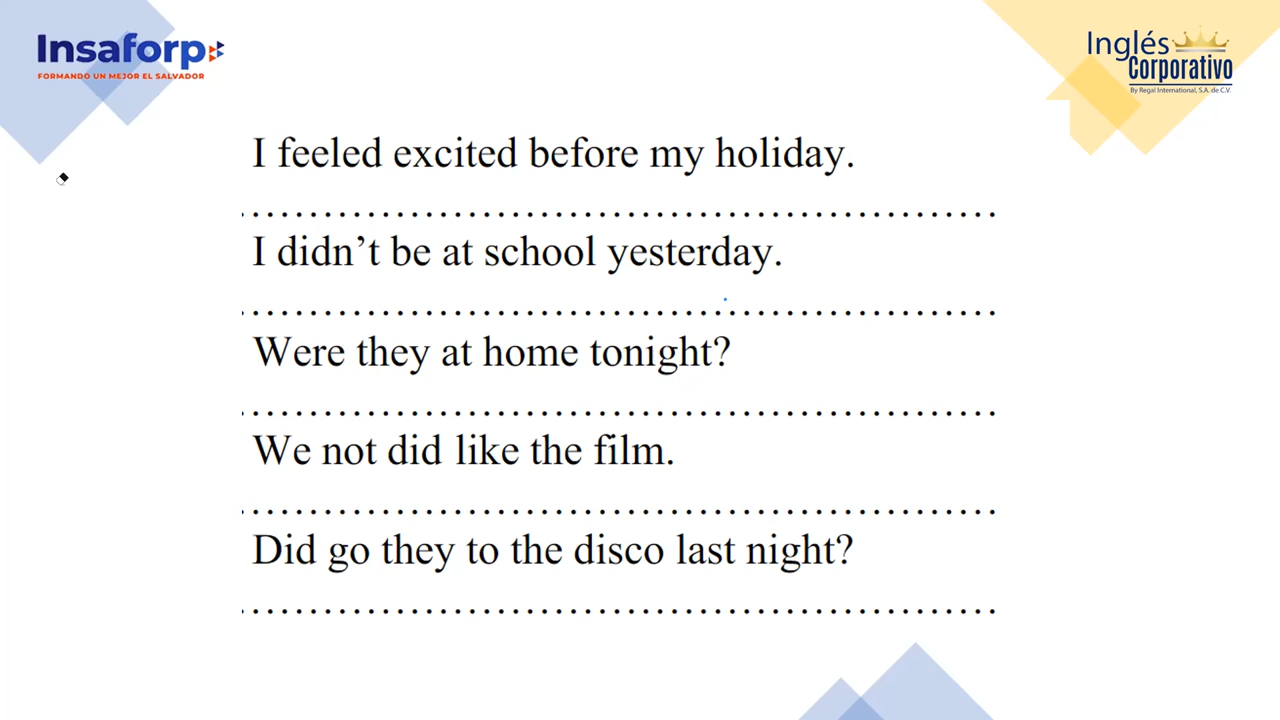 Insaforp
FORMANDO UN MEJOR EL SALVADOR
Inglés
Corporativo
By Regal International, S.A. de C.V.
I feeled excited before my holiday.
....................................................
I didn’t be at school yesterday.
....................................................
Were they at home tonight?
....................................................
We not did like the film.
....................................................
Did go they to the disco last night?
....................................................